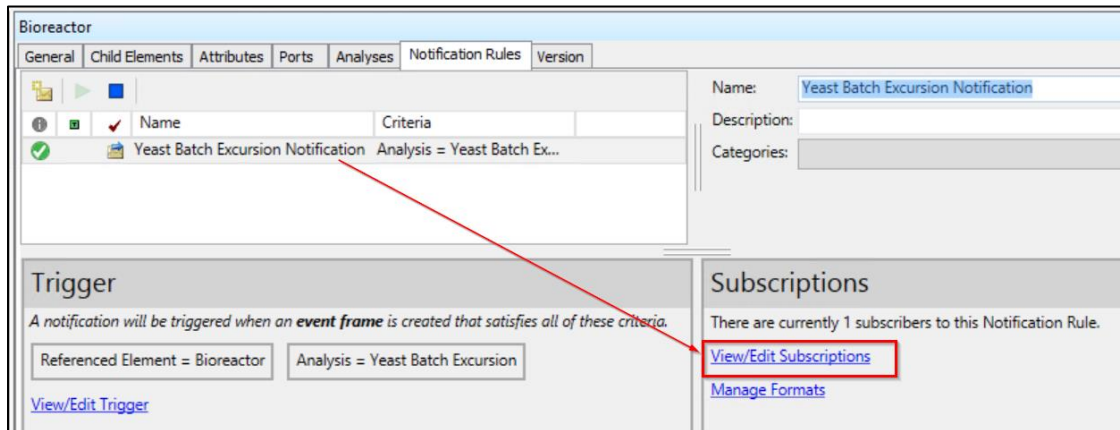 Bioreactor
General Child Elements Attributes Ports Analyses Notification Rules Version
Name Criteria
Yeast Batch Excursion Notification Analysis = Yeast Batch Ex...
Name: Yeast Batch Excursion Notification
Description:
Categories:
Trigger
A notification will be triggered when an event frame is created that satisfies all of these criteria.
Referenced Element = Bioreactor Analysis = Yeast Batch Excursion
View/Edit Trigger
Subscriptions
There are currently 1 subscribers to this Notification Rule.
View/Edit Subscriptions
Manage Formats